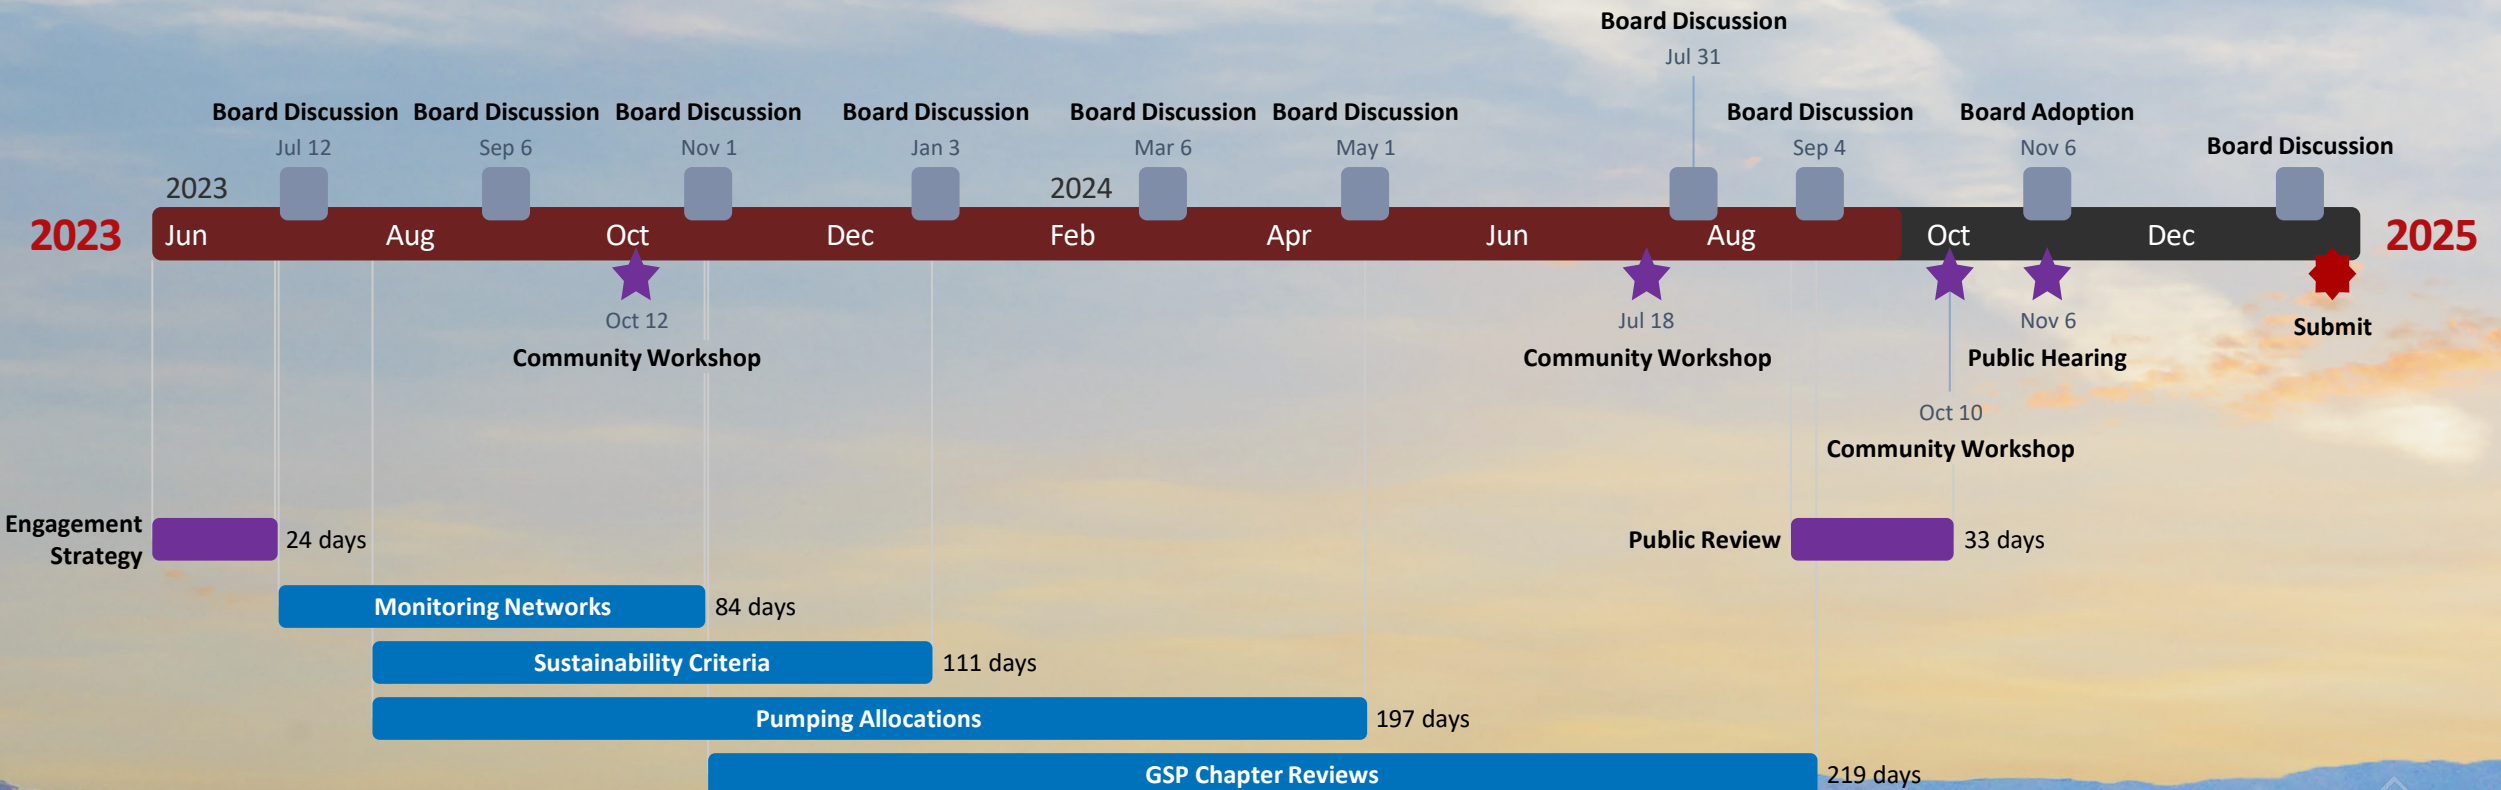 Board Discussion
Jul 31
Board Discussion Board Discussion Board Discussion Board Discussion Board Discussion Board Discussion Board Discussion Board Adoption
Jul 12 Sep 6 Nov 1 Jan 3 Mar 6 May 1 Sep 4 Nov 6 Board Discussion
2023 2024
2023 Jun Aug Oct Dec Feb Apr Jun Aug Oct Dec 2025
Oct 12 Jul 18 Nov 6 Submit
Community Workshop Community Workshop Public Hearing
Oct 10
Community Workshop
Engagement
Strategy
24 days
Public Review 33 days
Monitoring Networks 84 days
Sustainability Criteria 111 days
Pumping Allocations 197 days
GSP Chapter Reviews 219 days